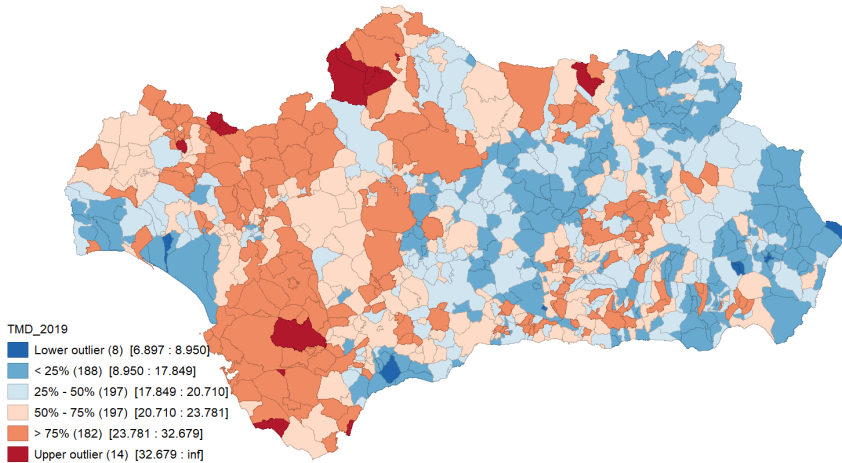 TMD_2019
Lower outlier (8) [6.897 : 8.950]
< 25% (188) [8.950 : 17.849]
25% - 50% (197) [17.849 : 20.710]
50% - 75% (197) [20.710 : 23.781]
> 75% (182) [23.781 : 32.679]
Upper outlier (14) [32.679 : inf]